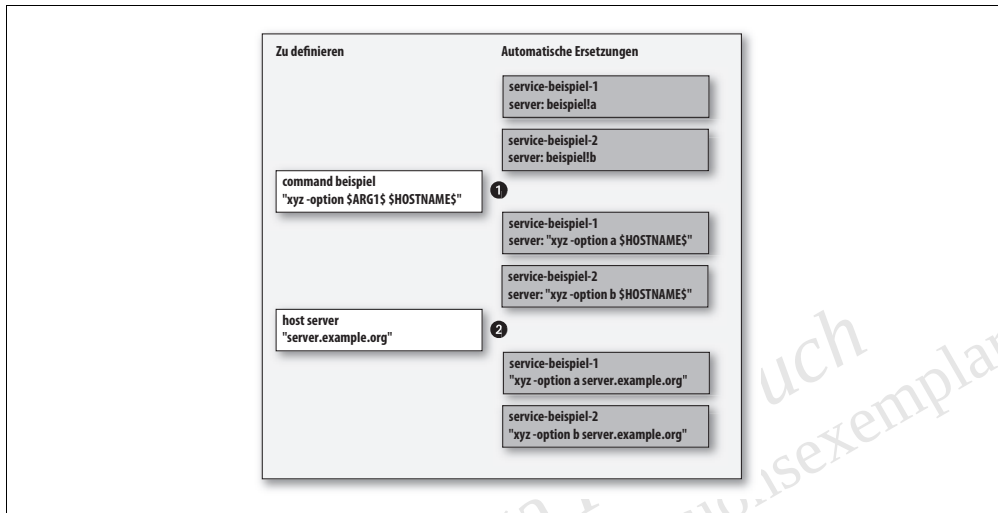 Zu definieren
Automatische Ersetzungen
service-beispiel-1
server: beispiel!a
service-beispiel-2
server: beispiel!b
command beispiel
"xyz -option $ARG1$ $HOSTNAME$"
1
service-beispiel-1
server: "xyz -option a $HOSTNAME$"
service-beispiel-2
server: "xyz -option b $HOSTNAME$"
host server
"server.example.org"
2
service-beispiel-1
"xyz -option a server.example.org"
service-beispiel-2
"xyz -option b server.example.org"